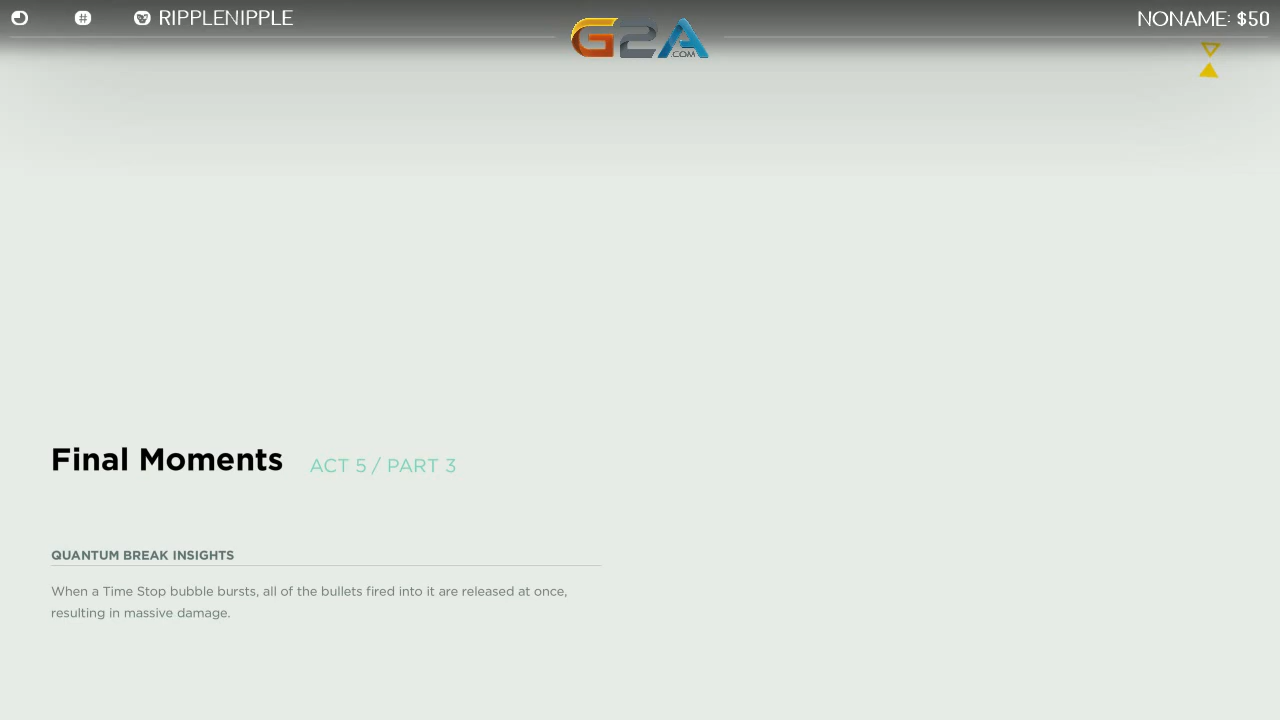 RIPPLENIPPLE
G2A
.COM
NONAME: $50
Final Moments ACT 5 / PART 3
QUANTUM BREAK INSIGHTS
When a Time Stop bubble bursts, all of the bullets fired into it are released at once,
resulting in massive damage.